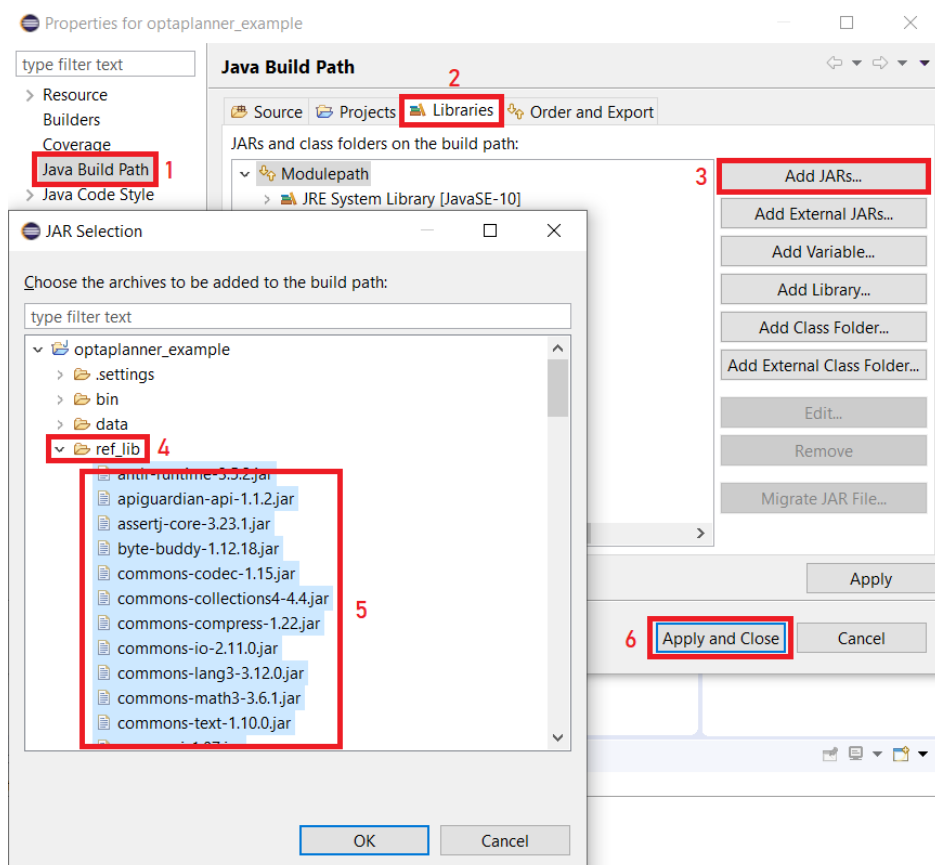 Properties for optaplanner_example
type filter text
Java Build Path
Resource
Builders
Coverage
Java Build Path
1
Java Code Style
2
Source
Projects
Libraries
Order and Export
JARs and class folders on the build path:
Modulepath
JRE System Library [JavaSE-10]
3
Add JARs...
Add External JARs...
Add Variable...
Add Library...
Add Class Folder...
Add External Class Folder...
Edit...
Remove
Migrate JAR File...
Apply
6
Apply and Close
Cancel
JAR Selection
Choose the archives to be added to the build path:
type filter text
optaplanner_example
.settings
bin
data
ref_lib
4
antlr-runtime-3.5.2.jar
apiguardian-api-1.1.2.jar
assertj-core-3.23.1.jar
byte-buddy-1.12.18.jar
commons-codec-1.15.jar
commons-collections4-4.4.jar
5
commons-compress-1.22.jar
commons-io-2.11.0.jar
commons-lang3-3.12.0.jar
commons-math3-3.6.1.jar
commons-text-1.10.0.jar
OK
Cancel